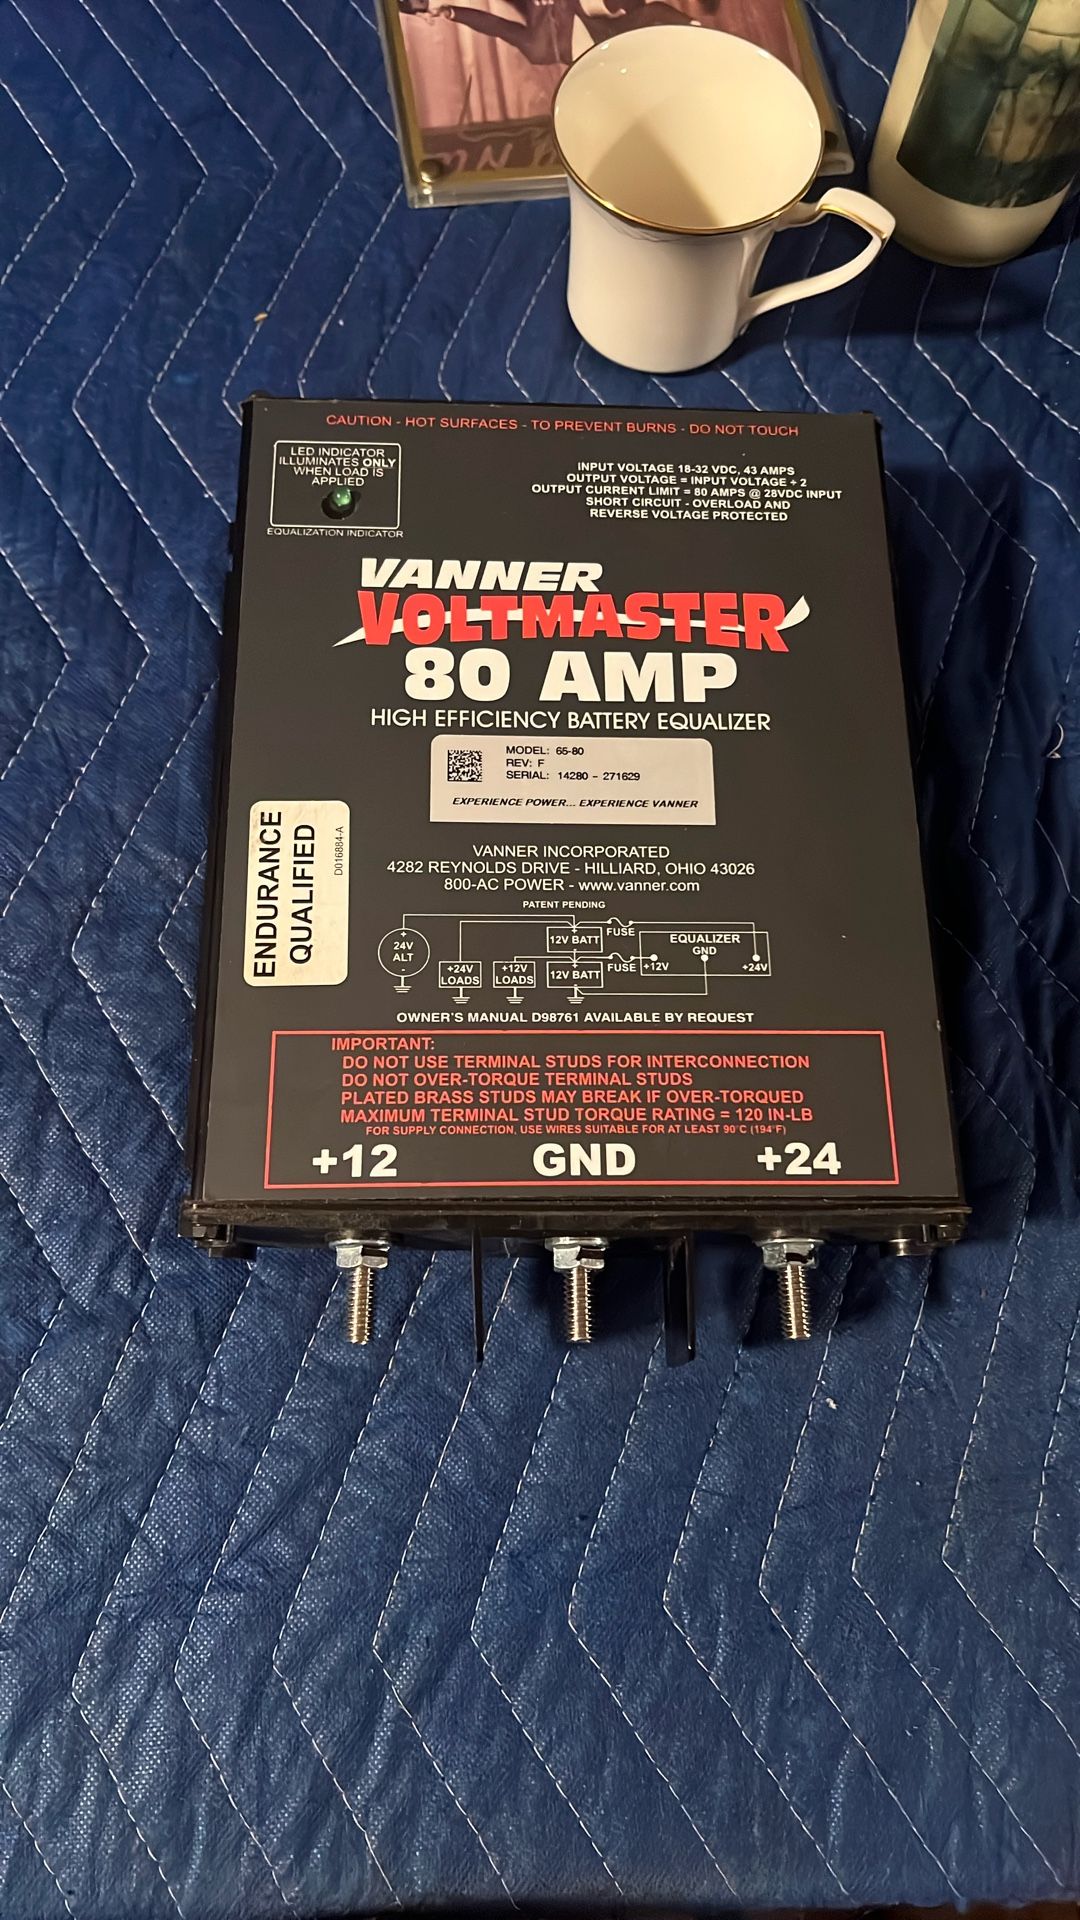 CAUTION - HOT SURFACES - TO PREVENT BURNS - DO NOT TOUCH
LED INDICATOR
ILLUMINATES ONLY
WHEN LOAD IS
APPLIED
EQUALIZATION INDICATOR
INPUT VOLTAGE 18-32 VDC, 43 AMPS
OUTPUT VOLTAGE = INPUT VOLTAGE ÷ 2
OUTPUT CURRENT LIMIT = 80 AMPS @ 28VDC INPUT
SHORT CIRCUIT - OVERLOAD AND
REVERSE VOLTAGE PROTECTED
VANNER
VOLTMASTER
80 AMP
HIGH EFFICIENCY BATTERY EQUALIZER
MODEL: 65-80
REV: F
SERIAL: 14280 - 271629
EXPERIENCE POWER... EXPERIENCE VANNER
ENDURANCE
QUALIFIED
D016884-A
VANNER INCORPORATED
4282 REYNOLDS DRIVE - HILLIARD, OHIO 43026
800-AC POWER - www.vanner.com
PATENT PENDING
+
24V
ALT
-
+24V
LOADS
+12V
LOADS
+
12V BATT
+
12V BATT
FUSE
FUSE
EQUALIZER
GND
+12V
+24V
OWNER'S MANUAL D98761 AVAILABLE BY REQUEST
IMPORTANT:
DO NOT USE TERMINAL STUDS FOR INTERCONNECTION
DO NOT OVER-TORQUE TERMINAL STUDS
PLATED BRASS STUDS MAY BREAK IF OVER-TORQUED
MAXIMUM TERMINAL STUD TORQUE RATING = 120 IN-LB
FOR SUPPLY CONNECTION, USE WIRES SUITABLE FOR AT LEAST 90°C (194°F)
+12 GND +24